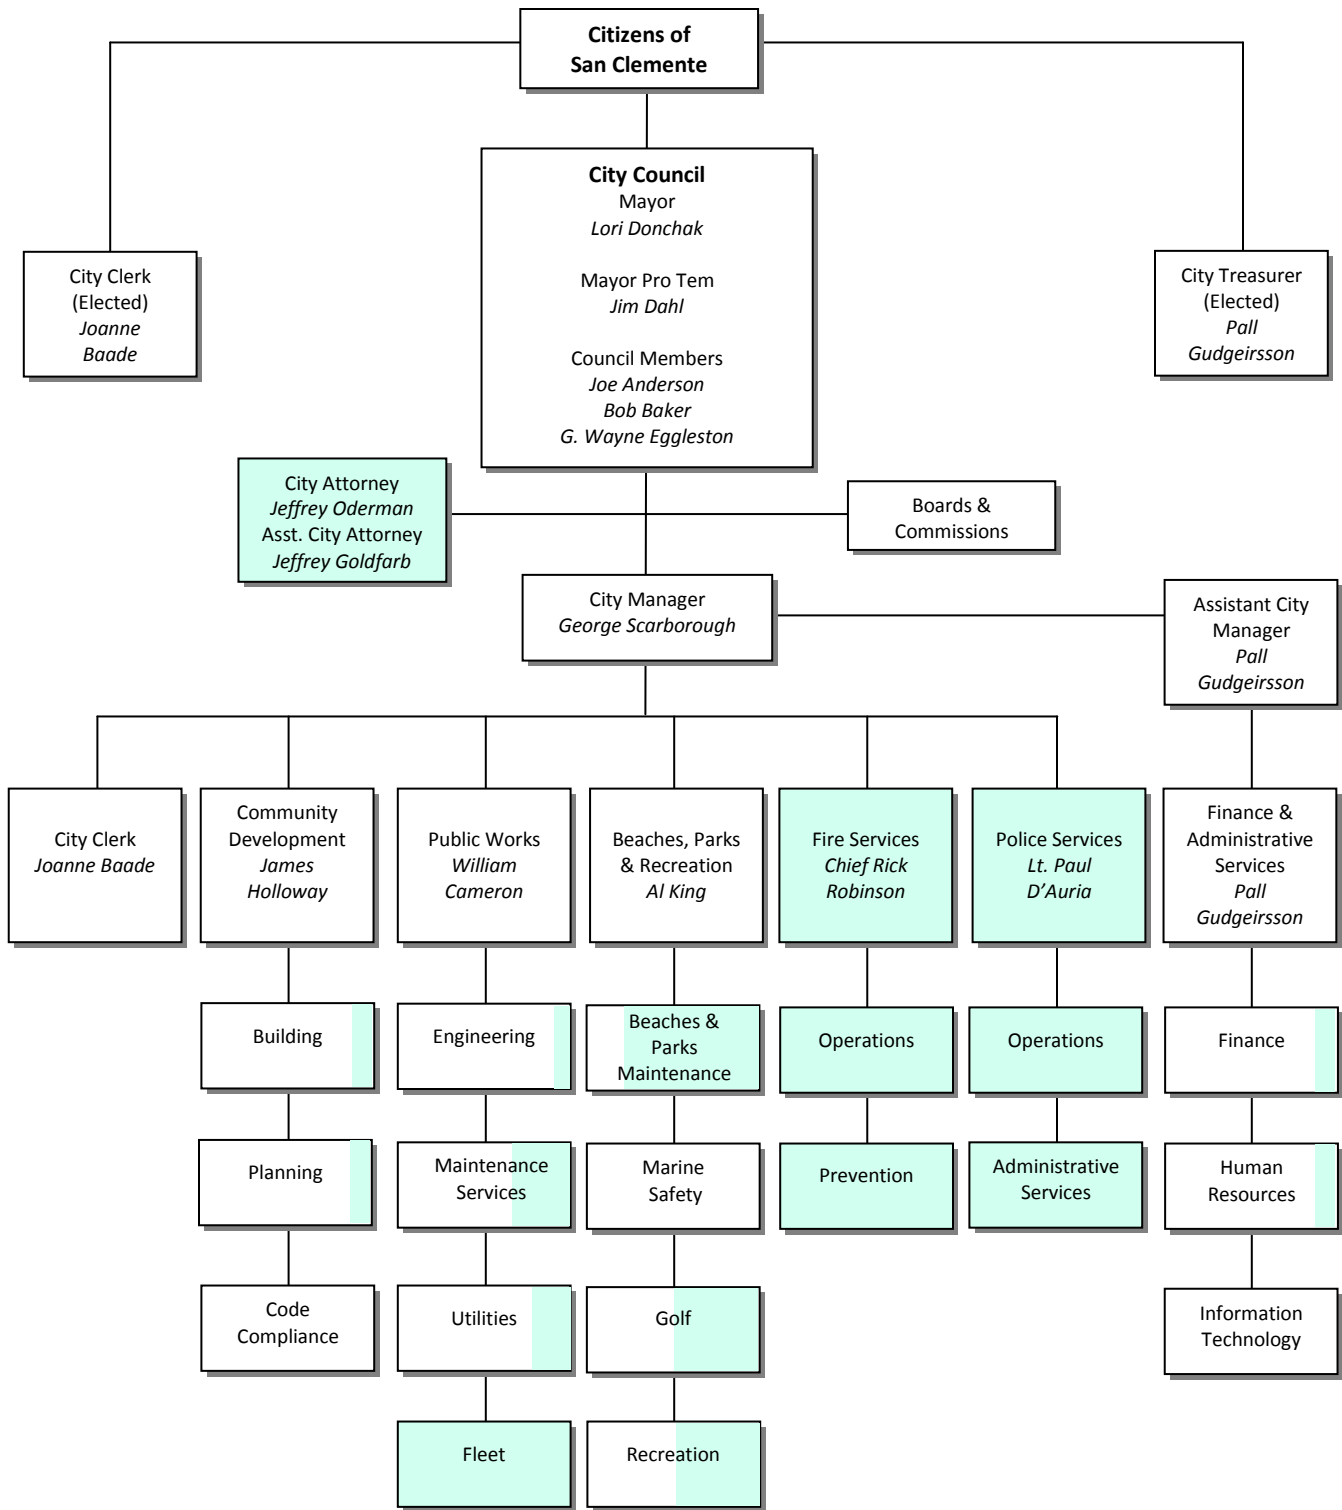 Citizens of
San Clemente
City Council
Mayor
Lori Donchak
Mayor Pro Tem
Jim Dahl
Council Members
Joe Anderson
Bob Baker
G. Wayne Eggleston
City Clerk
(Elected)
Joanne
Baade
City Treasurer
(Elected)
Pall
Gudgeirsson
City Attorney
Jeffrey Oderman
Asst. City Attorney
Jeffrey Goldfarb
Boards &
Commissions
City Manager
George Scarborough
Assistant City
Manager
Pall
Gudgeirsson
City Clerk
Joanne Baade
Community
Development
James
Holloway
Public Works
William
Cameron
Beaches, Parks
& Recreation
Al King
Fire Services
Chief Rick
Robinson
Police Services
Lt. Paul
D’Auria
Finance &
Administrative
Services
Pall
Gudgeirsson
Building
Engineering
Beaches &
Parks
Maintenance
Operations
Operations
Finance
Planning
Maintenance
Services
Marine
Safety
Prevention
Administrative
Services
Human
Resources
Code
Compliance
Utilities
Golf
Information
Technology
Fleet
Recreation